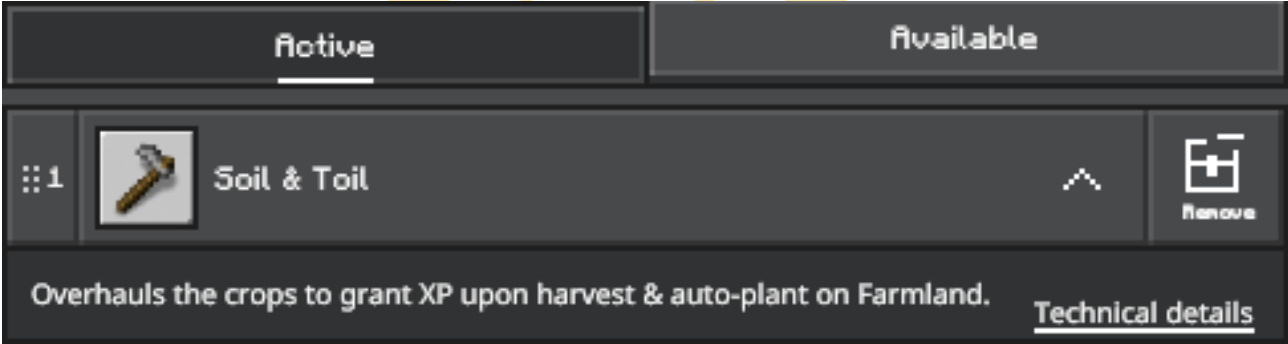 Active
Available
1
Soil & Toil
Remove
Overhauls the crops to grant XP upon harvest & auto-plant on Farmland.
Technical details